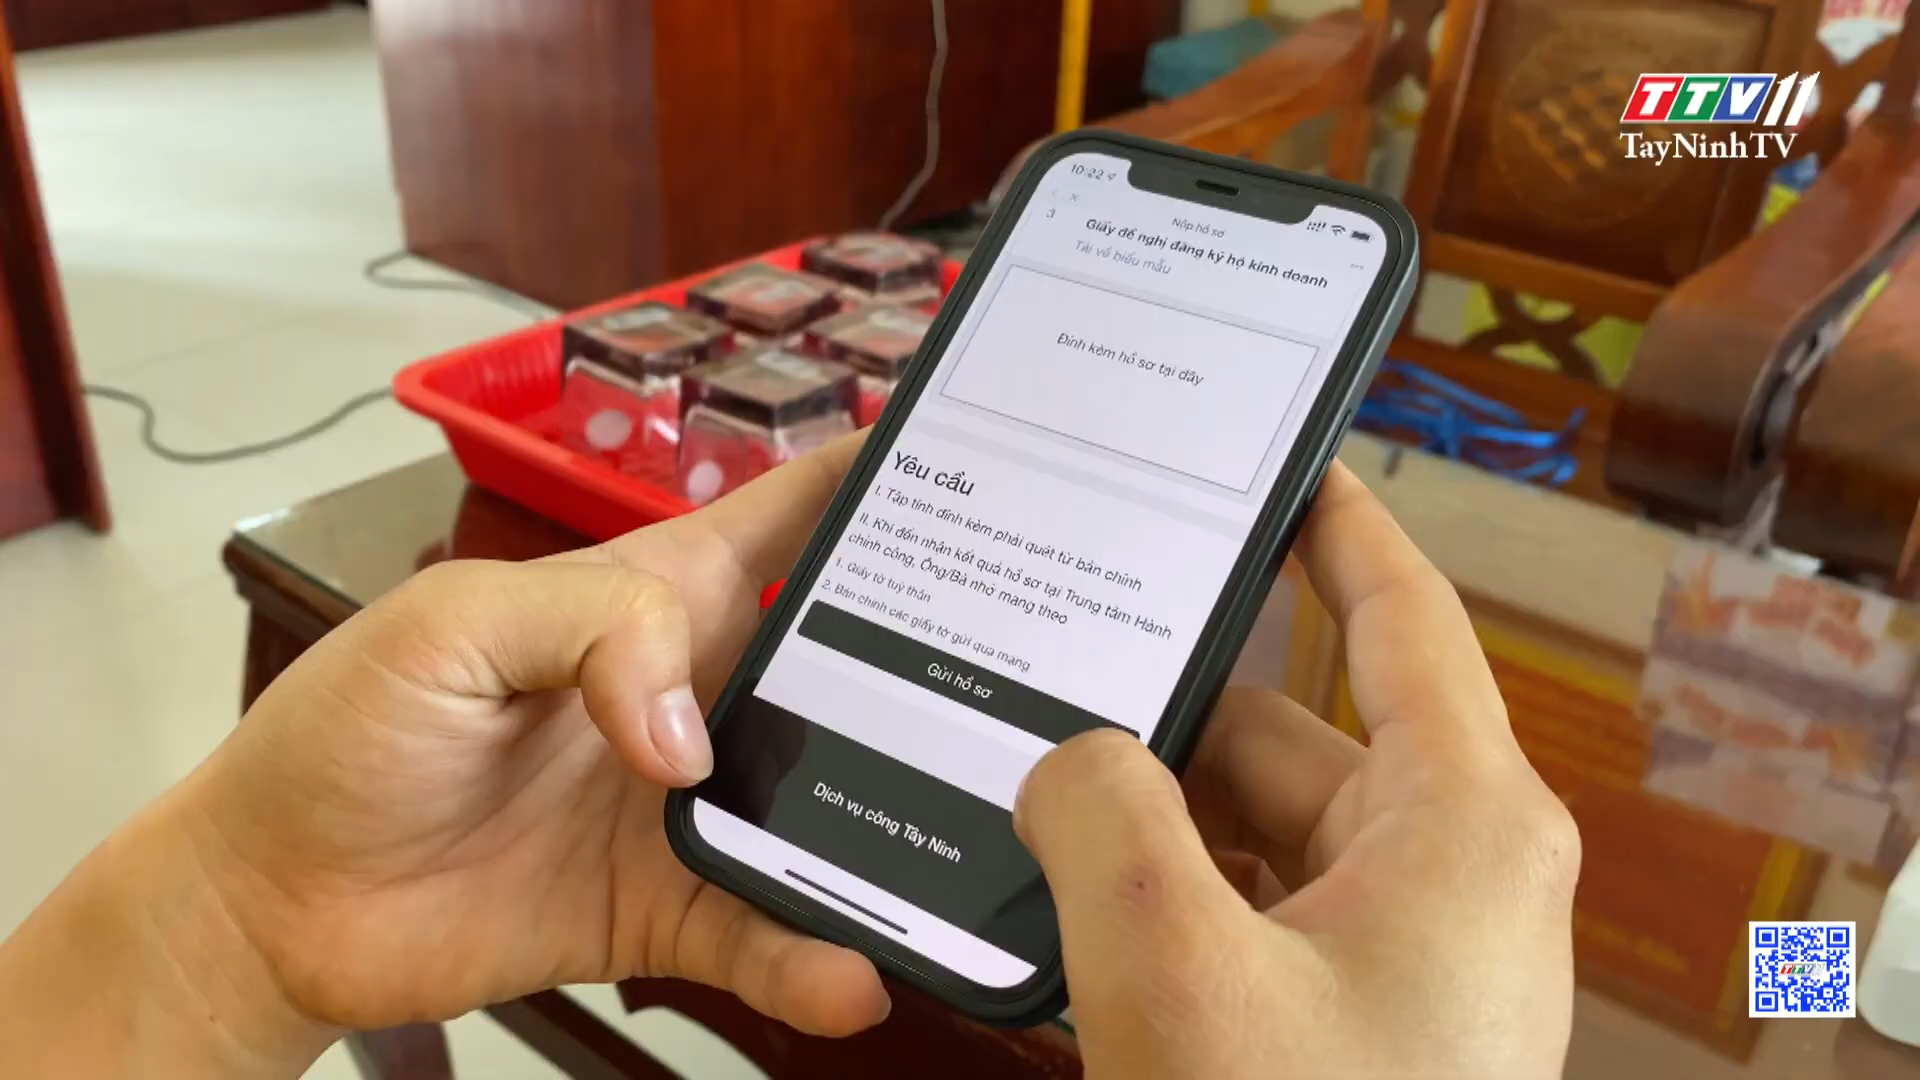 TTV11
TayNinhTV
10:22
Nộp hồ sơ
3
Giấy đề nghị đăng ký hộ kinh doanh
Tải về biểu mẫu
Đính kèm hồ sơ tại đây
Yêu cầu
I. Tập tính đính kèm phải quét từ bản chính
II. Khi đến nhận kết quả hồ sơ tại Trung tâm Hành
chính công, Ông/Bà nhớ mang theo
1. Giấy tờ tuỳ thân
2. Bản chính các giấy tờ gửi qua mạng
Gửi hồ sơ
Dịch vụ công Tây Ninh